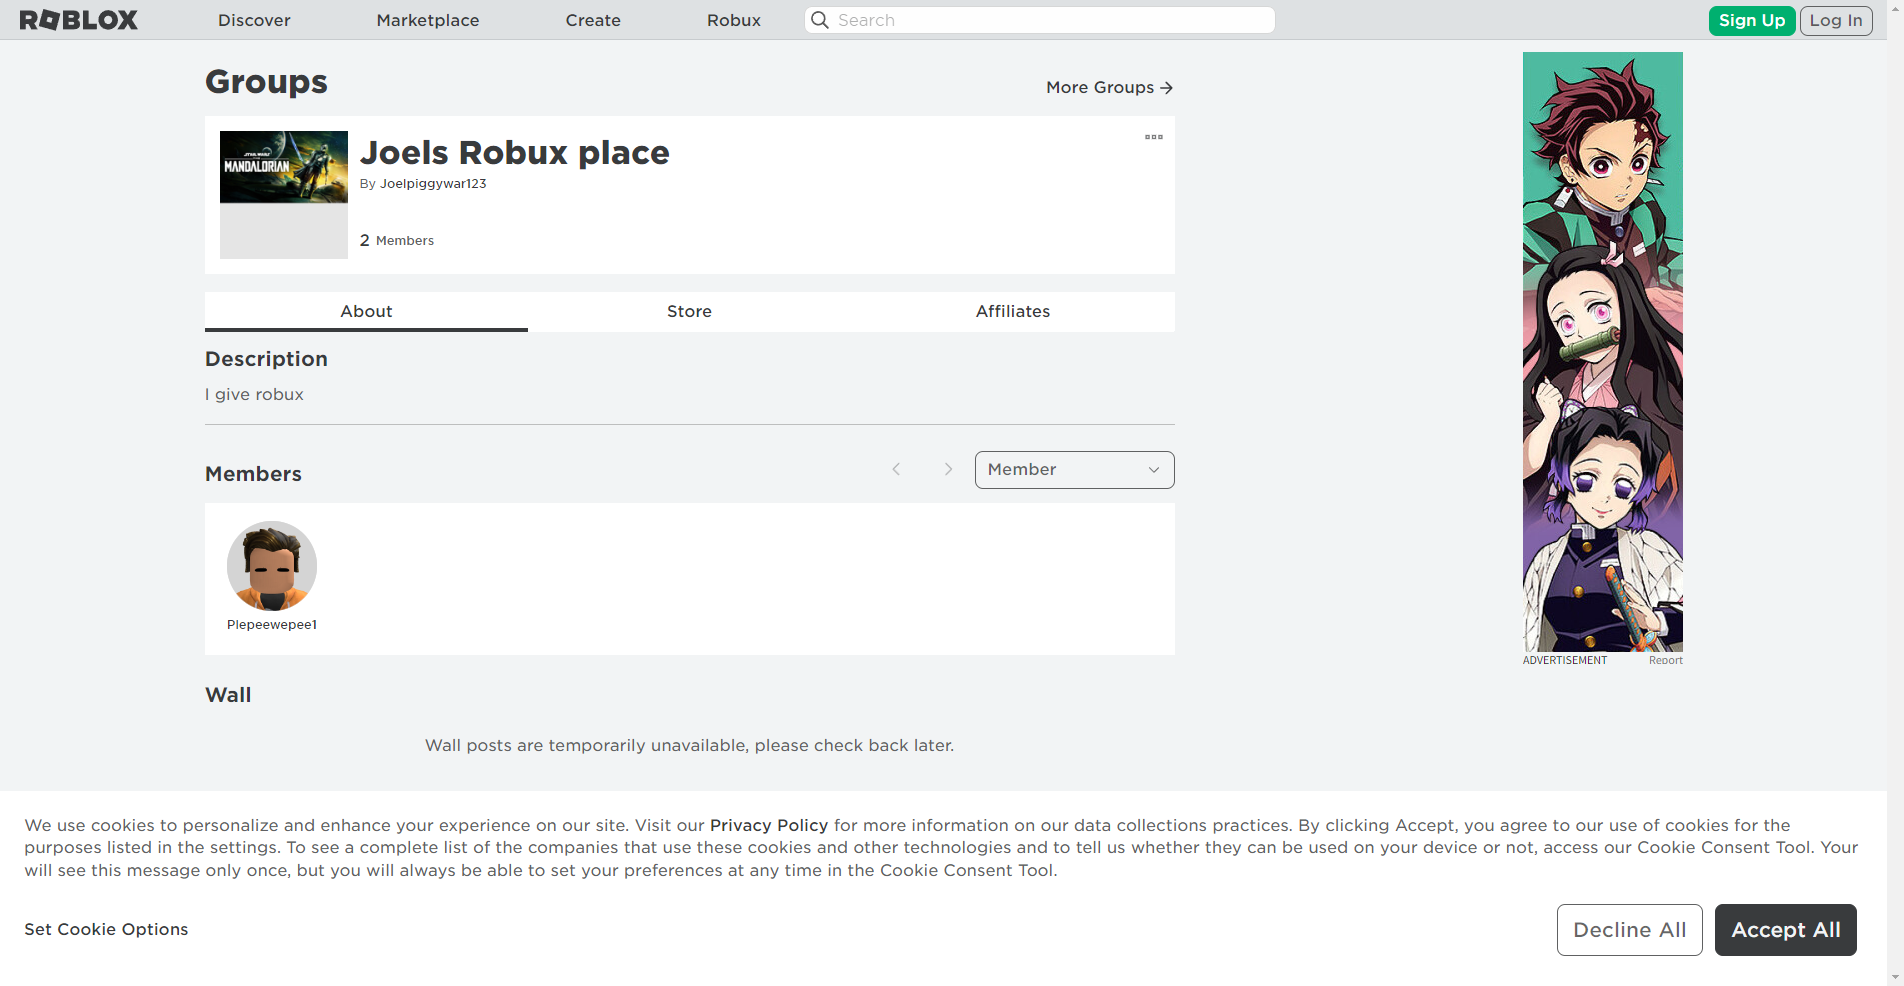 ROBLOX
Discover
Marketplace
Create
Robux
Search
Sign Up
Log In
Groups
More Groups
STAR WARS
MANDALORIAN
Joels Robux place
By Joelpiggywar123
2 Members
About
Store
Affiliates
Description
I give robux
Members
Member
Plepeewepee1
ADVERTISEMENT
Report
Wall
Wall posts are temporarily unavailable, please check back later.
We use cookies to personalize and enhance your experience on our site. Visit our Privacy Policy for more information on our data collections practices. By clicking Accept, you agree to our use of cookies for the
purposes listed in the settings. To see a complete list of the companies that use these cookies and other technologies and to tell us whether they can be used on your device or not, access our Cookie Consent Tool. Your
will see this message only once, but you will always be able to set your preferences at any time in the Cookie Consent Tool.
Set Cookie Options
Decline All
Accept All